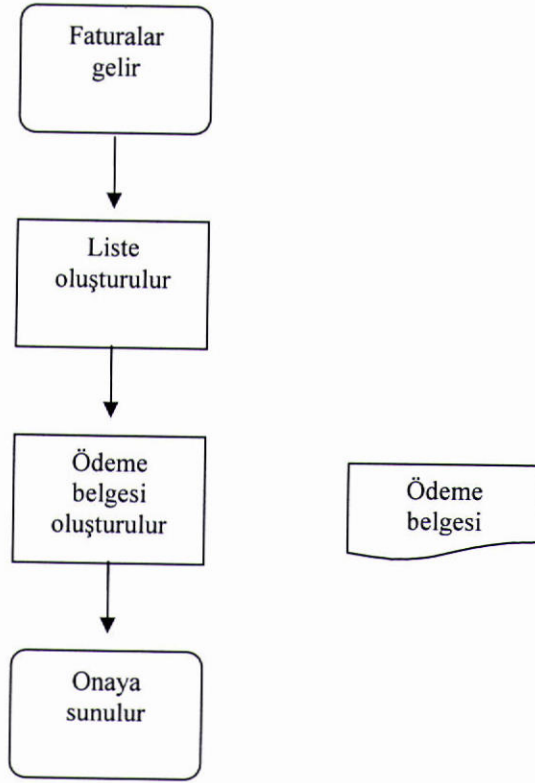 Faturalar
gelir
Liste
oluşturulur
Ödeme
belgesi
oluşturulur
Ödeme
belgesi
Onaya
sunulur